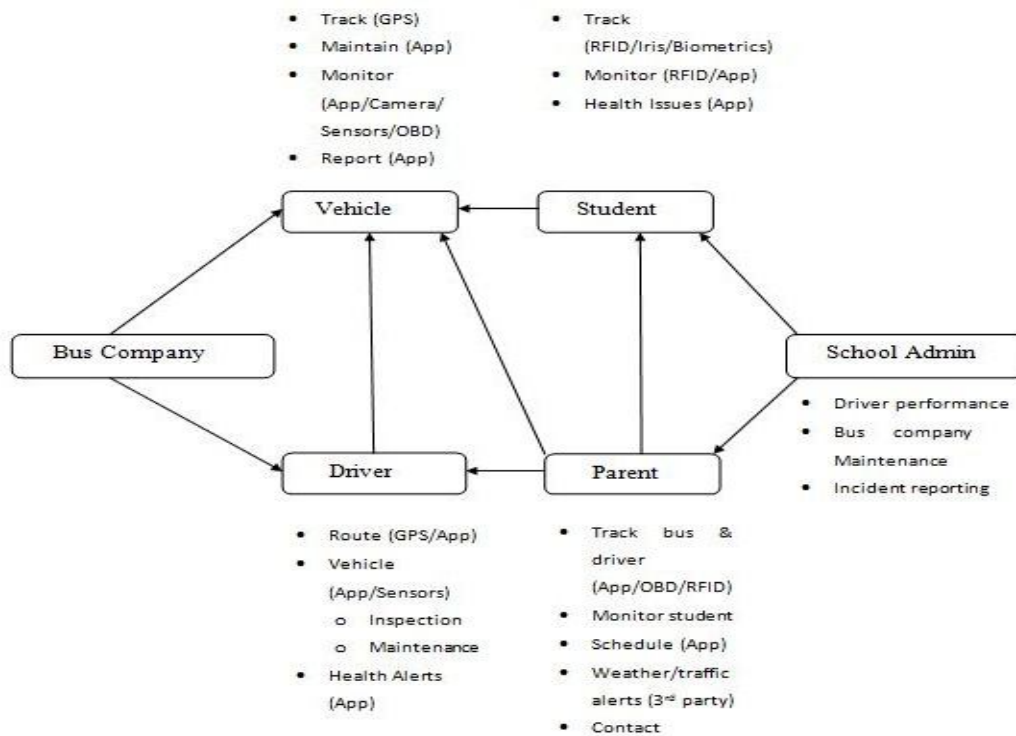 • Track (GPS)
• Maintain (App)
• Monitor
(App/Camera/
Sensors/OBD)
• Report (App)
• Track
(RFID/Iris/Biometrics)
• Monitor (RFID/App)
• Health Issues (App)
Vehicle
Student
Bus Company
School Admin
• Driver performance
• Bus company
Maintenance
• Incident reporting
Driver
Parent
• Route (GPS/App)
• Vehicle
(App/Sensors)
o Inspection
o Maintenance
• Health Alerts
(App)
• Track bus &
driver
(App/OBD/RFID)
• Monitor student
• Schedule (App)
• Weather/traffic
alerts (3rd party)
• Contact